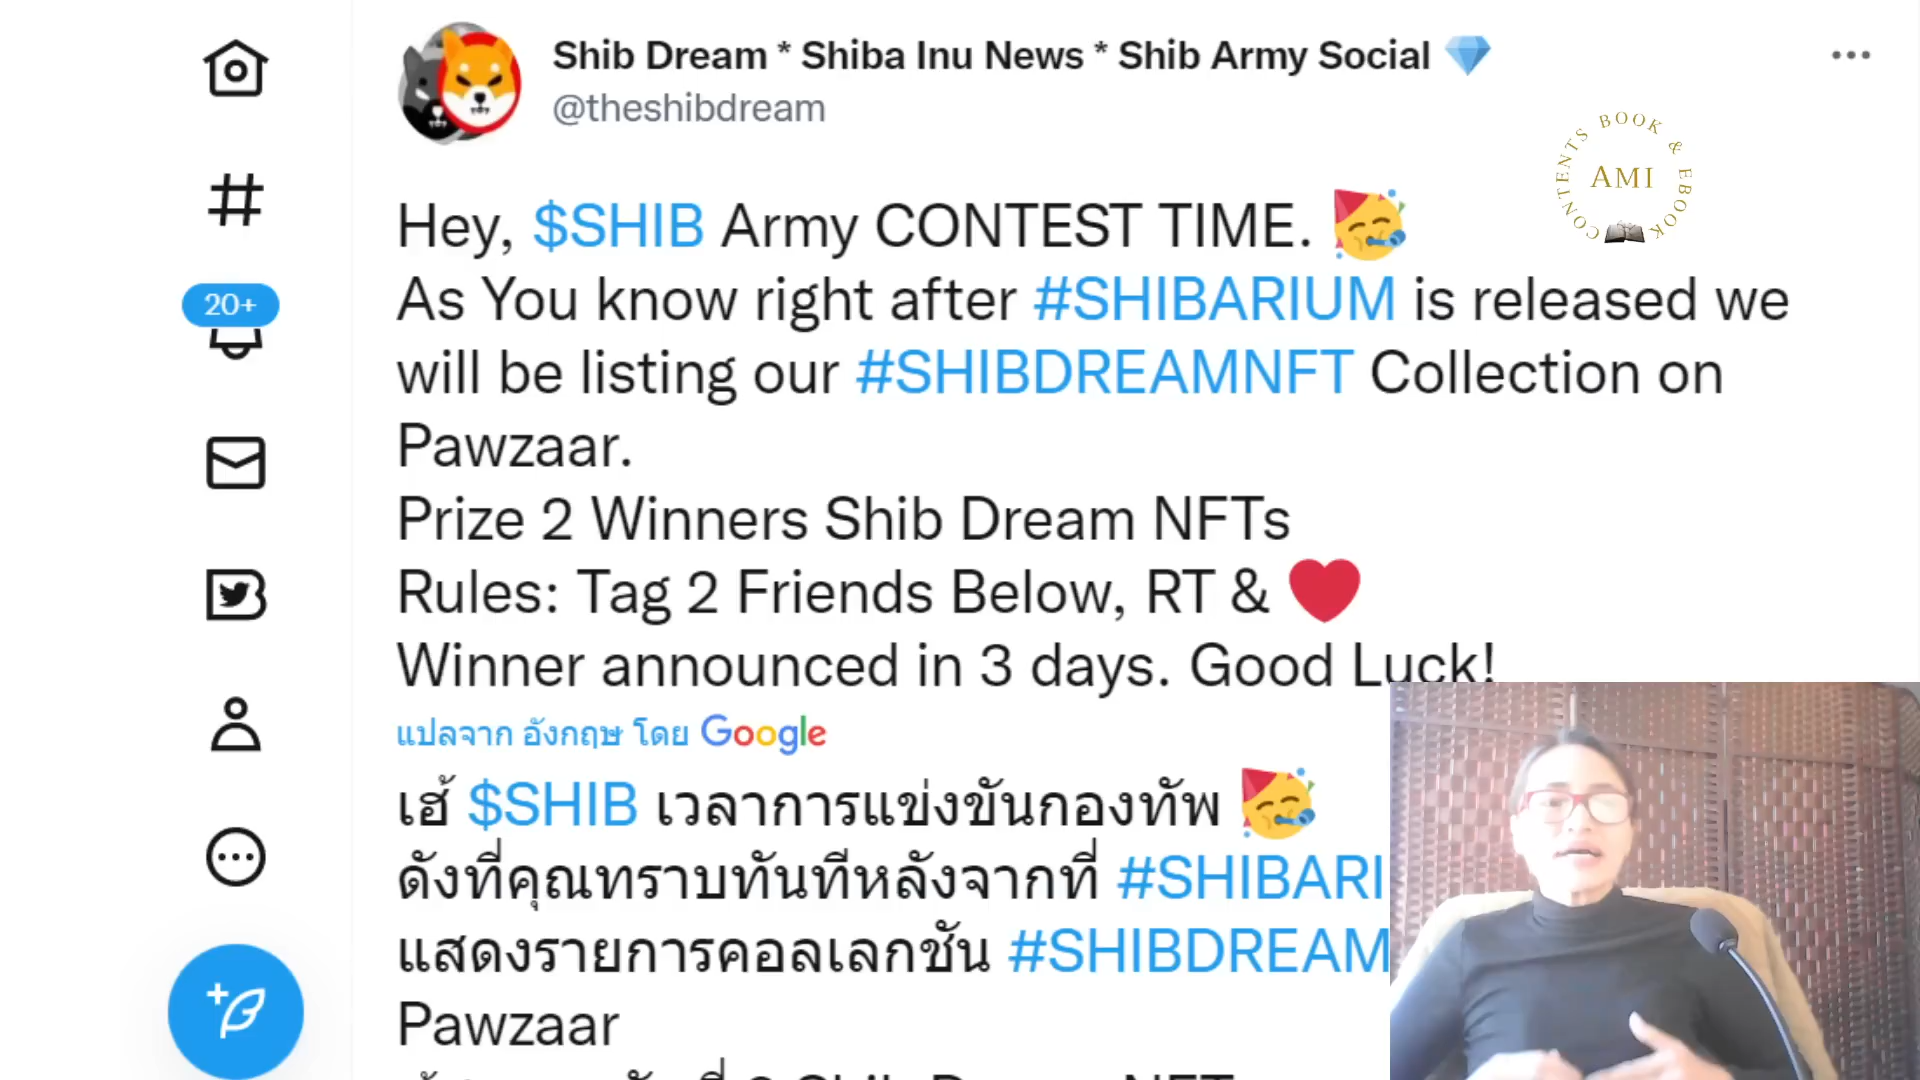 Shib Dream * Shiba Inu News * Shib Army Social
@theshibdream
CONTENTS BOOK & EBOOK
AMI
Hey, $SHIB Army CONTEST TIME.
As You know right after #SHIBARIUM is released we
20+
will be listing our #SHIBDREAMNFT Collection on
Pawzaar.
Prize 2 Winners Shib Dream NFTs
Rules: Tag 2 Friends Below, RT &
Winner announced in 3 days. Good Luck!
แปลจาก อังกฤษ โดย Google
เฮ้ $SHIB เวลาการแข่งขันกองทัพ
ดังที่คุณทราบทันทีหลังจากที่ #SHIBARI
แสดงรายการคอลเลกชัน #SHIBDREAM
Pawzaar